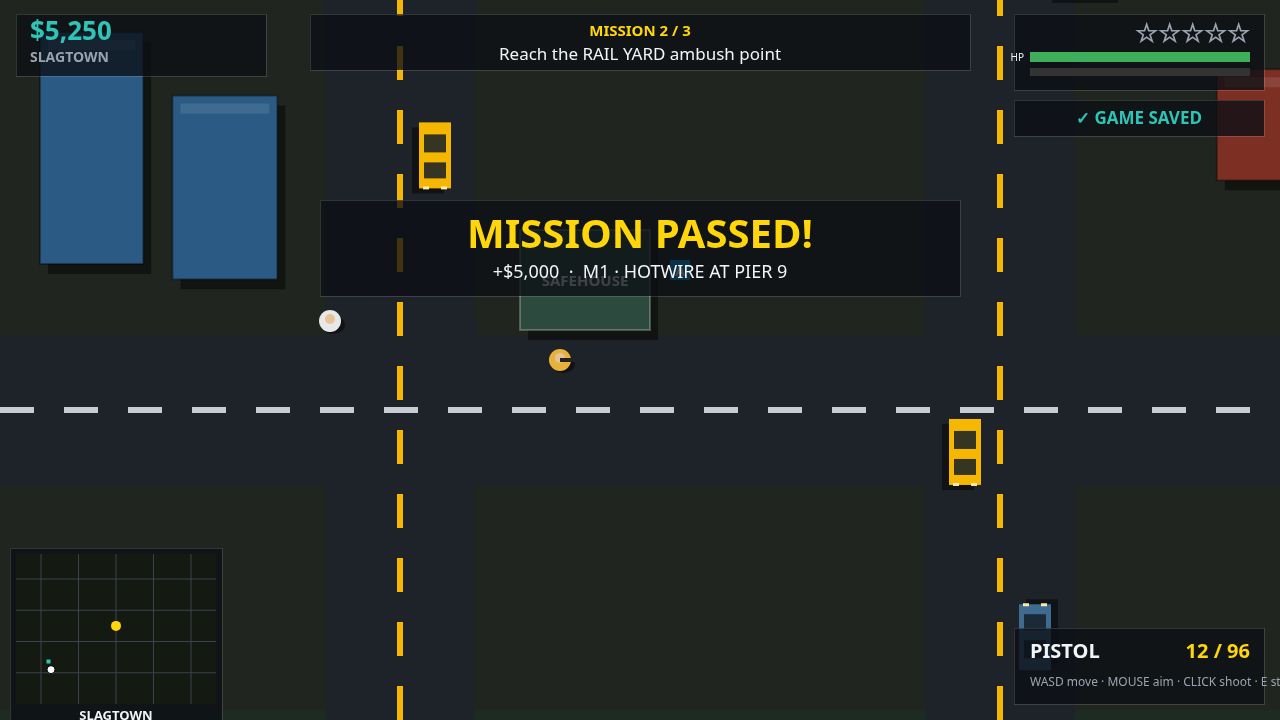 $5,250
SLAGTOWN
MISSION 2 / 3
Reach the RAIL YARD ambush point
☆☆☆☆☆
HP
✓ GAME SAVED
MISSION PASSED!
+$5,000 · M1 · HOTWIRE AT PIER 9
SAFEHOUSE
PISTOL 12 / 96
WASD move · MOUSE aim · CLICK shoot · E st
SLAGTOWN